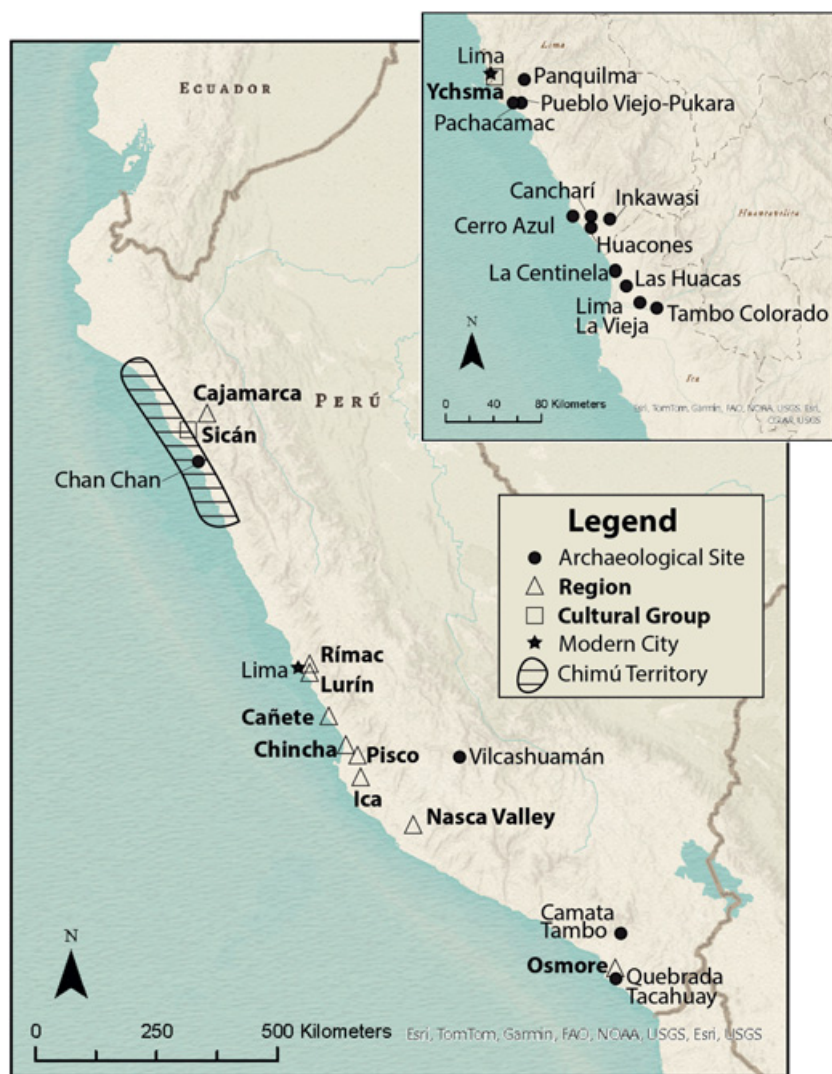 ECUADOR
PERÚ
Cajamarca
Sicán
Chan Chan
Lima
Rímac
Lurín
Cañete
Chincha
Pisco
Ica
Vilcashuamán
Nasca Valley
Camata
Tambo
Osmore
Quebrada
Tacahuay
N
0 250 500 Kilometers
Esri, TomTom, Garmin, FAO, NOAA, USGS, Esri, USGS
Lima
Lima
Panquilma
Ychsma
Pueblo Viejo-Pukara
Pachacamac
Cancharí
Inkawasi
Cerro Azul
Huacones
Huancavelica
La Centinela
Las Huacas
Lima
La Vieja
Tambo Colorado
Ica
N
0 40 80 Kilometers
Esri, TomTom, Garmin, FAO, NOAA, USGS, Esri,
CGIAR, USGS
Legend
Archaeological Site
Region
Cultural Group
Modern City
Chimú Territory